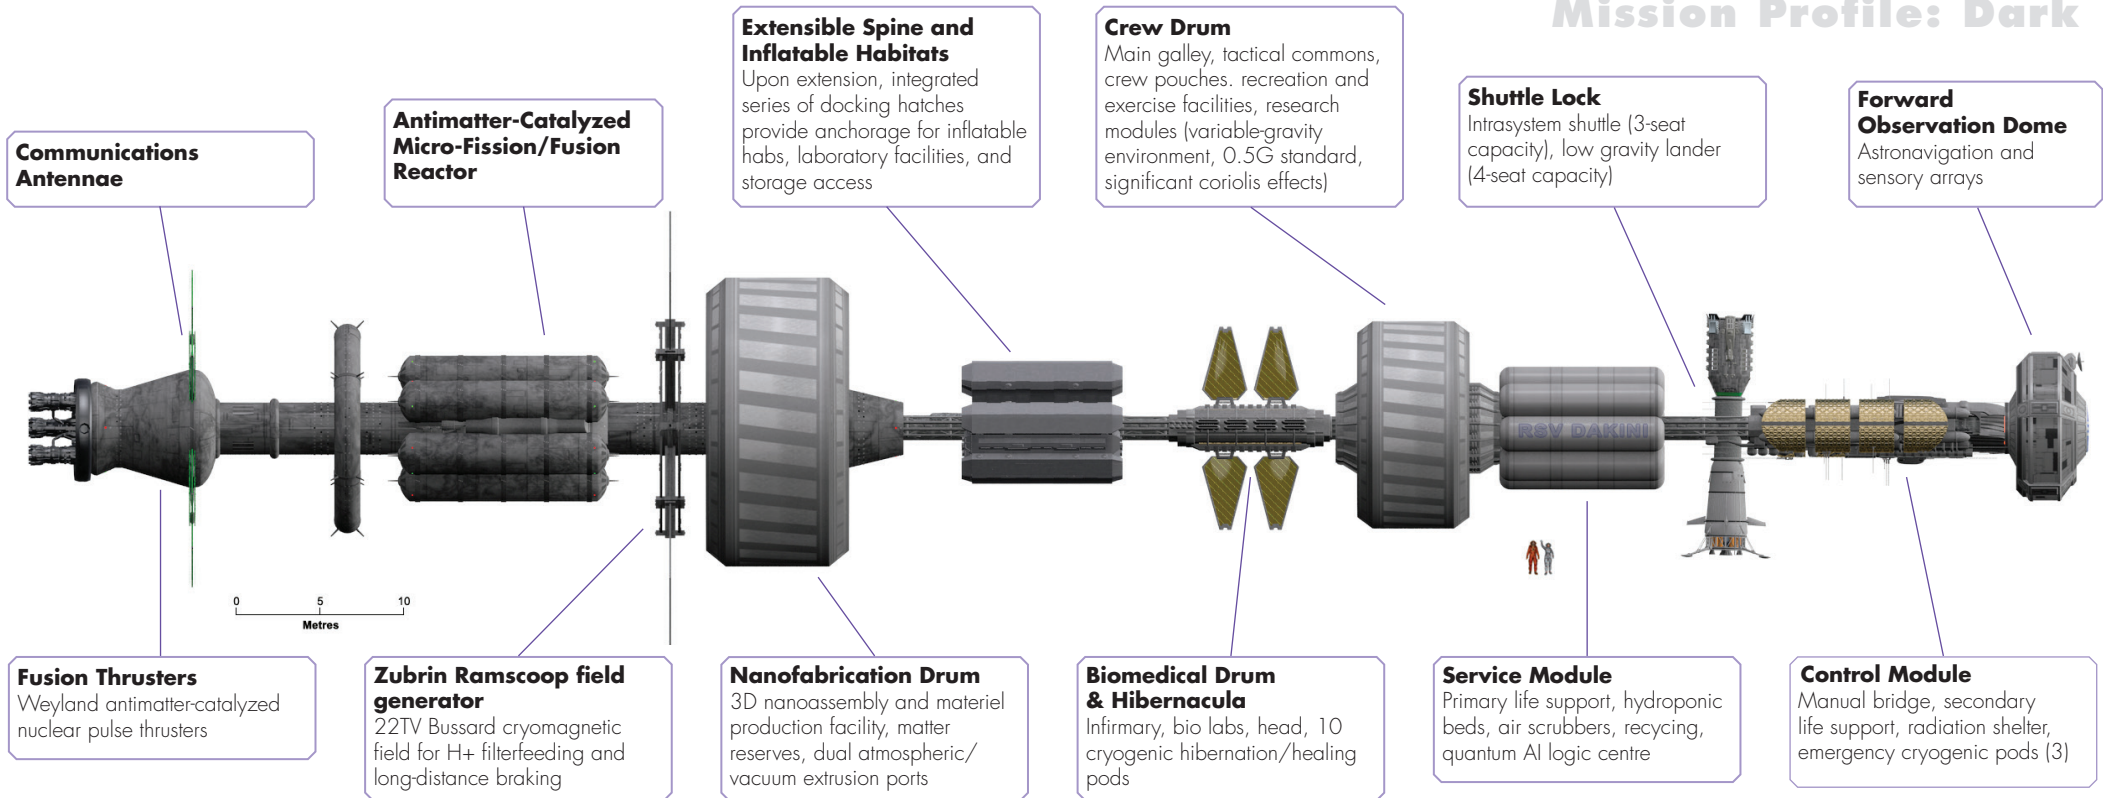 Mission Profile: Dark
Communications
Antennae
Antimatter-Catalyzed
Micro-Fission/Fusion
Reactor
Extensible Spine and
Inflatable Habitats
Upon extension, integrated
series of docking hatches
provide anchorage for inflatable
habs, laboratory facilities, and
storage access
Crew Drum
Main galley, tactical commons,
crew pouches. recreation and
exercise facilities, research
modules (variable-gravity
environment, 0.5G standard,
significant coriolis effects)
Shuttle Lock
Intrasystem shuttle (3-seat
capacity), low gravity lander
(4-seat capacity)
Forward
Observation Dome
Astronavigation and
sensory arrays
RSV DAKINI
0 5 10
Metres
Fusion Thrusters
Weyland antimatter-catalyzed
nuclear pulse thrusters
Zubrin Ramscoop field
generator
22TV Bussard cryomagnetic
field for H+ filterfeeding and
long-distance braking
Nanofabrication Drum
3D nanoassembly and materiel
production facility, matter
reserves, dual atmospheric/
vacuum extrusion ports
Biomedical Drum
& Hibernacula
Infirmary, bio labs, head, 10
cryogenic hibernation/healing
pods
Service Module
Primary life support, hydroponic
beds, air scrubbers, recycing,
quantum AI logic centre
Control Module
Manual bridge, secondary
life support, radiation shelter,
emergency cryogenic pods (3)